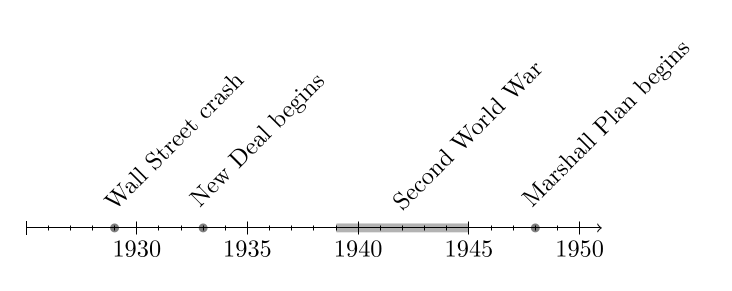 Wall Street crash
New Deal begins
Second World War
Marshall Plan begins
1930
1935
1940
1945
1950